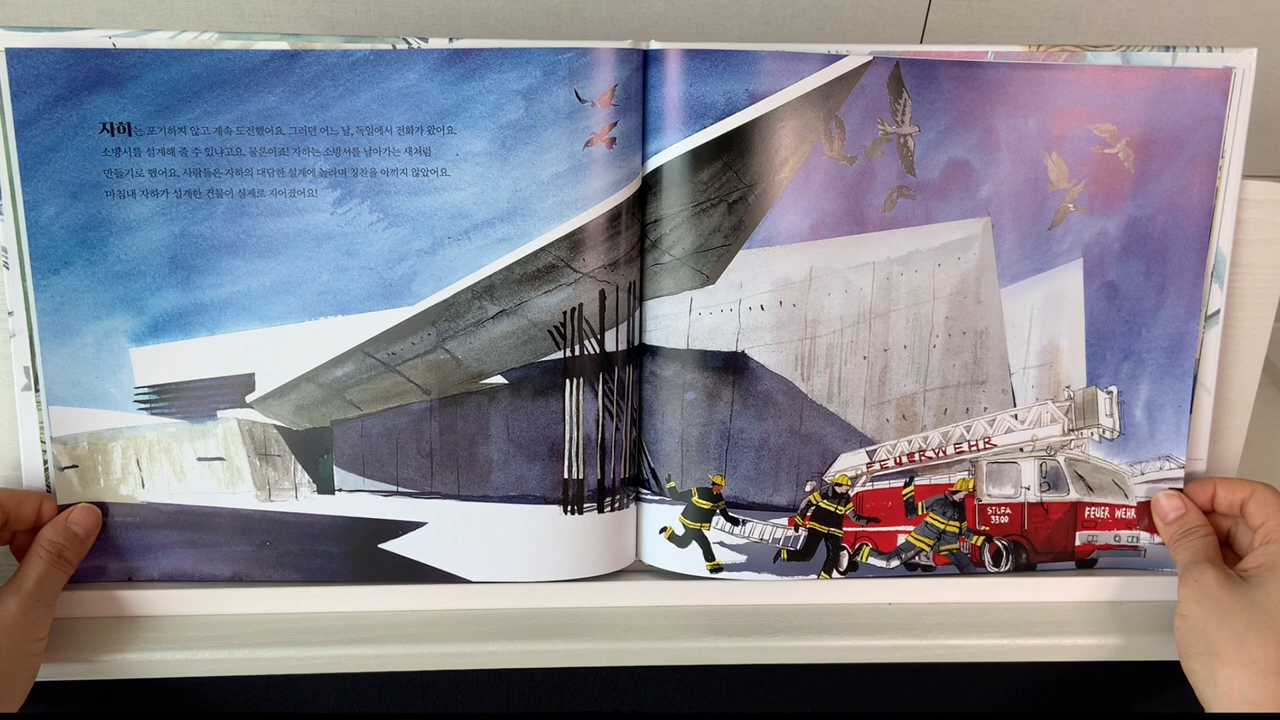 자하는 포기하지 않고 계속 도전했어요. 그러던 어느 날, 독일에서 전화가 왔어요.
소방서를 설계해 줄 수 있냐고요. 물론이죠! 자하는 소방서를 날아가는 새처럼
만들기로 했어요. 사람들은 자하의 대담한 설계에 놀라며 칭찬을 아끼지 않았어요.
마침내 자하가 설계한 건물이 실제로 지어졌어요!
FEUERWEHR
STLFA
3300
FEUER WEHR